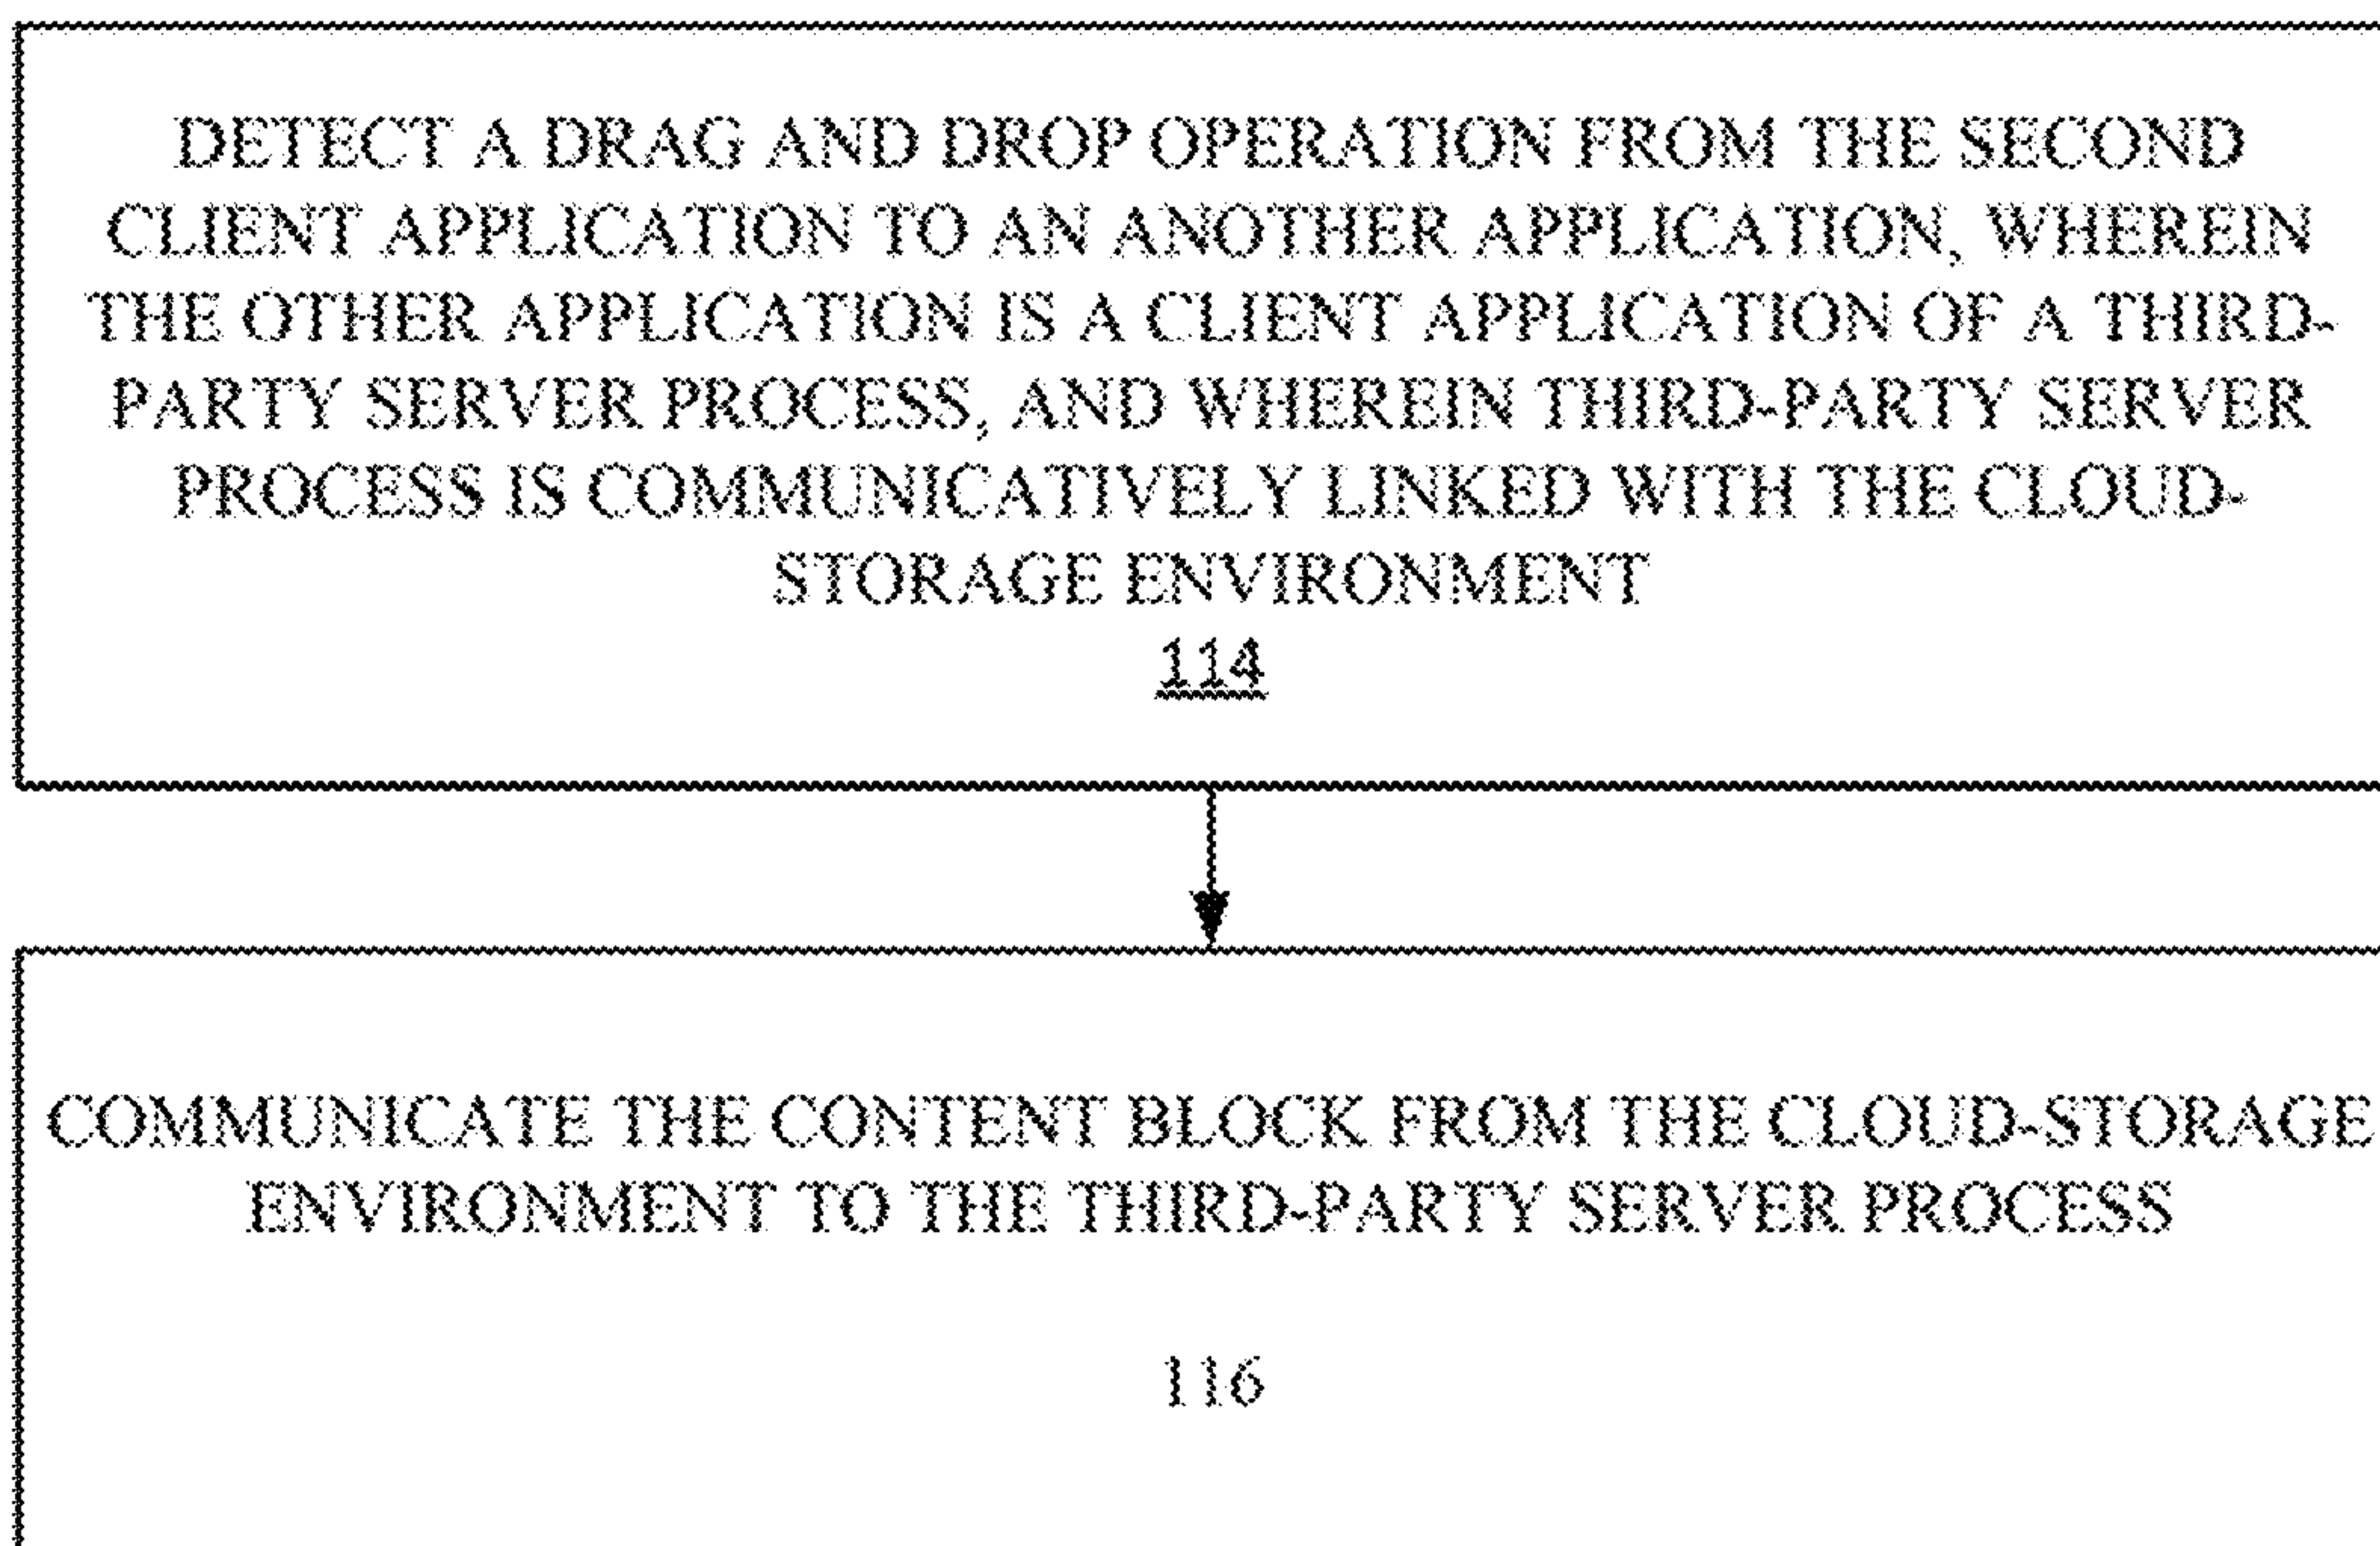 DETECT A DRAG AND DROP OPERATION FROM THE SECOND
CLIENT APPLICATION TO AN ANOTHER APPLICATION, WHEREIN
THE OTHER APPLICATION IS A CLIENT APPLICATION OF A THIRD-
PARTY SERVER PROCESS, AND WHEREIN THIRD-PARTY SERVER
PROCESS IS COMMUNICATIVELY LINKED WITH THE CLOUD-
STORAGE ENVIRONMENT
114
COMMUNICATE THE CONTENT BLOCK FROM THE CLOUD-STORAGE
ENVIRONMENT TO THE THIRD-PARTY SERVER PROCESS
116